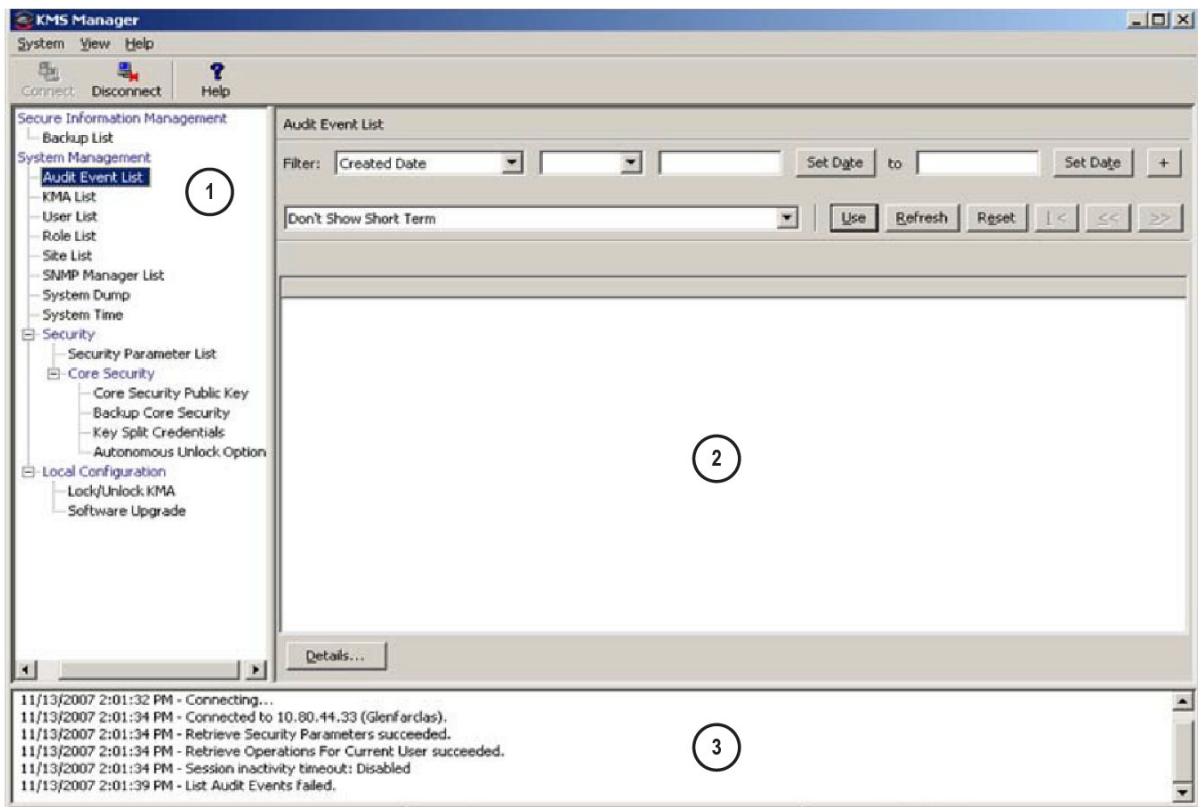 KMS Manager
System View Help
Connect Disconnect Help
Secure Information Management
Backup List
System Management
Audit Event List
KMA List
User List
Role List
Site List
SNMP Manager List
System Dump
System Time
Security
Security Parameter List
Core Security
Core Security Public Key
Backup Core Security
Key Split Credentials
Autonomous Unlock Option
Local Configuration
Lock/Unlock KMA
Software Upgrade
1
Audit Event List
Filter: Created Date Set Date to Set Date +
Don't Show Short Term Use Refresh Reset |< << >>
2
Details...
11/13/2007 2:01:32 PM - Connecting...
11/13/2007 2:01:34 PM - Connected to 10.80.44.33 (Glenfarclas).
11/13/2007 2:01:34 PM - Retrieve Security Parameters succeeded.
11/13/2007 2:01:34 PM - Retrieve Operations For Current User succeeded.
11/13/2007 2:01:34 PM - Session inactivity timeout: Disabled
11/13/2007 2:01:39 PM - List Audit Events failed.
3